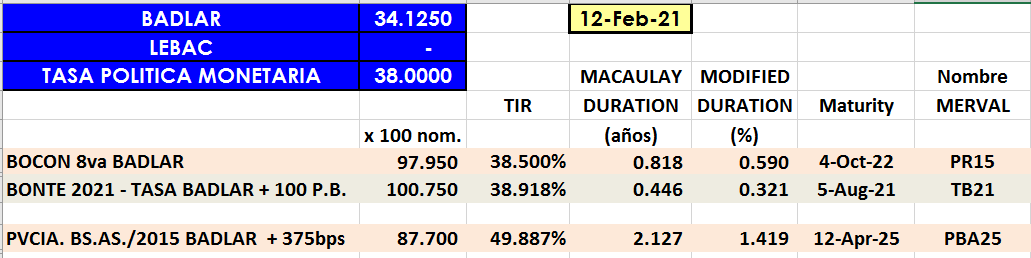 BADLAR 34.1250 12-Feb-21
LEBAC -
TASA POLITICA MONETARIA 38.0000 MACAULAY MODIFIED Nombre
TIR DURATION DURATION Maturity MERVAL
x 100 nom. (años) (%)
BOCON 8va BADLAR 97.950 38.500% 0.818 0.590 4-Oct-22 PR15
BONTE 2021 - TASA BADLAR + 100 P.B. 100.750 38.918% 0.446 0.321 5-Aug-21 TB21
PVCIA. BS.AS./2015 BADLAR + 375bps 87.700 49.887% 2.127 1.419 12-Apr-25 PBA25